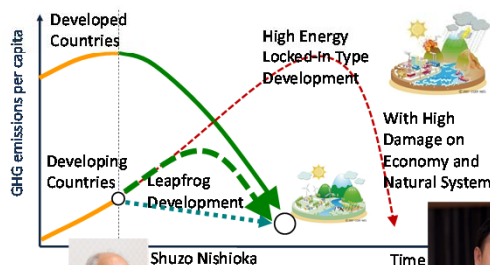 GHG emissions per capita
Developed
Countries
High Energy
Locked-in Type
Development
With High
Damage on
Economy and
Natural System
Developing
Countries
Leapfrog
Development
Shuzo Nishioka
Time